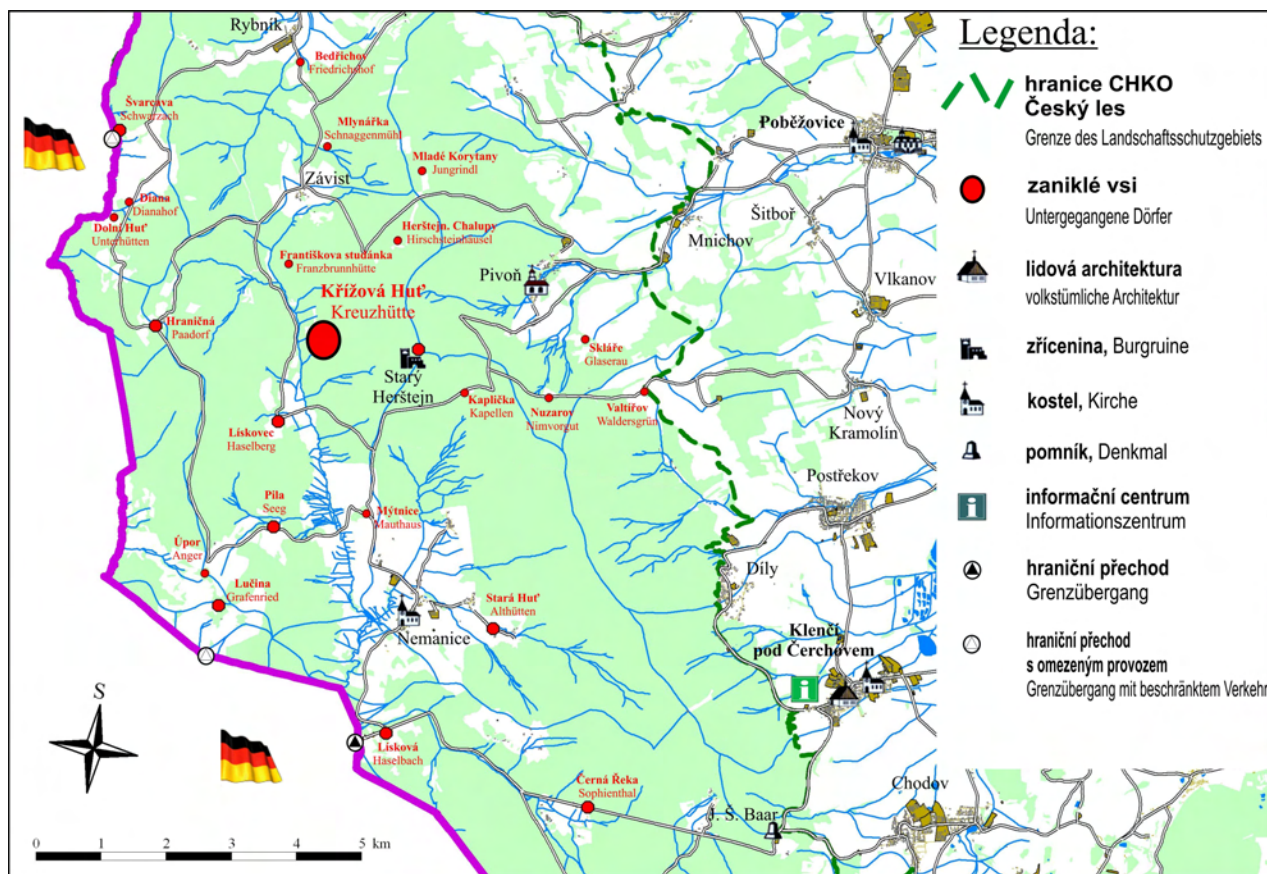 Rybník
Bedřichov
Friedrichshof
Švarcava
Schwarzach
Mlynářka
Schnaggenmühl
Mladé Korytany
Jungrindl
Závist
Diana
Dianahof
Dolní Huť
Unterhütten
Herštejn. Chalupy
Hirschsteinhausel
Františkova studánka
Franzbrunnhütte
Křížová Huť
Kreuzhütte
Hraničná
Paadorf
Pivoň
Poběžovice
Šitboř
Mnichov
Vlkanov
Skláře
Glaserau
Starý
Herštejn
Kaplička
Kapellen
Nuzarov
Nimvorgut
Valtířov
Waldersgrün
Nový
Kramolín
Lískovec
Haselberg
Postřekov
Pila
Seeg
Mýtnice
Mauthaus
Úpor
Anger
Lučina
Grafenried
Díly
Stará Huť
Althütten
Nemanice
Klenčí
pod Čerchovem
Lísková
Haselbach
Černá Řeka
Sophienthal
J. Š. Baar
Chodov
S
0 1 2 3 4 5 km
Legenda:
hranice CHKO
Český les
Grenze des Landschaftsschutzgebiets
zaniklé vsi
Untergegangene Dörfer
lidová architektura
volkstümliche Architektur
zřícenina, Burgruine
kostel, Kirche
pomník, Denkmal
i
informační centrum
Informationszentrum
hraniční přechod
Grenzübergang
hraniční přechod
s omezeným provozem
Grenzübergang mit beschränktem Verkehr
i